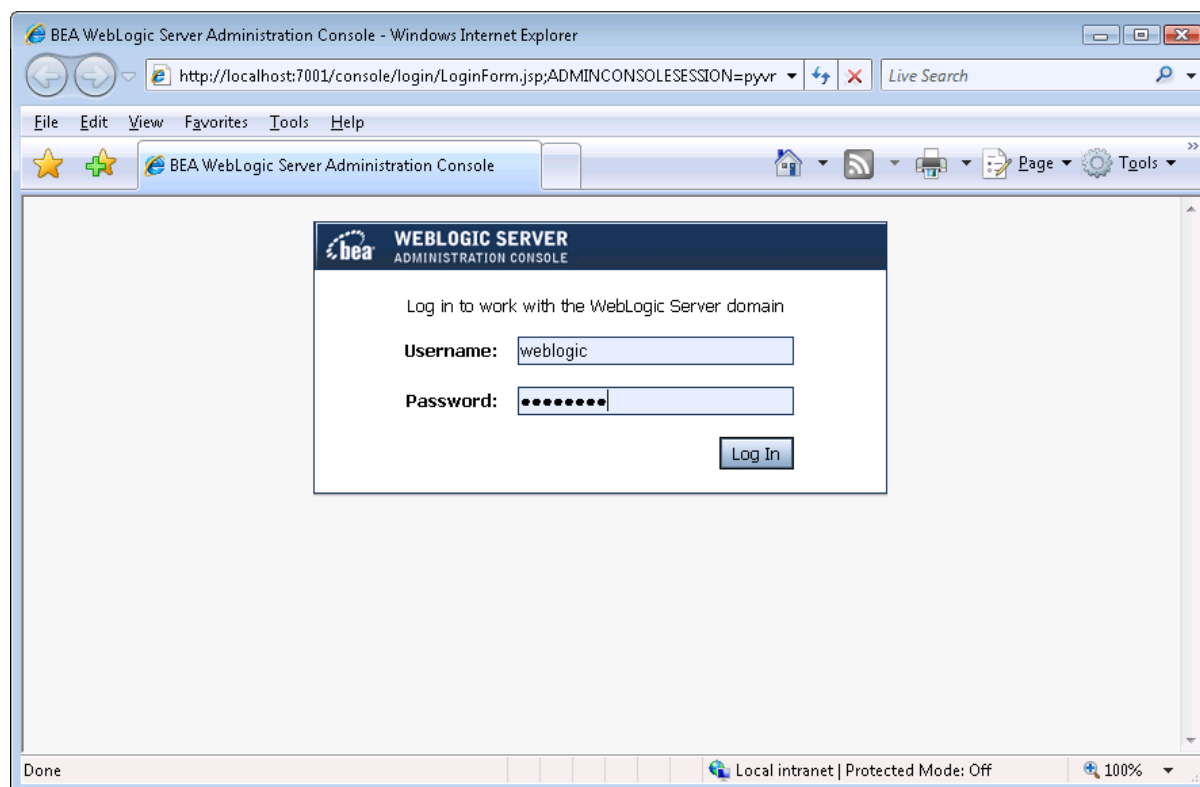 BEA WebLogic Server Administration Console - Windows Internet Explorer
http://localhost:7001/console/login/LoginForm.jsp;ADMINCONSOLESESSION=pyvr
Live Search
File Edit View Favorites Tools Help
BEA WebLogic Server Administration Console
Page Tools
bea WEBLOGIC SERVER
ADMINISTRATION CONSOLE
Log in to work with the WebLogic Server domain
Username: weblogic
Password: ••••••••
Log In
Done Local intranet | Protected Mode: Off 100%